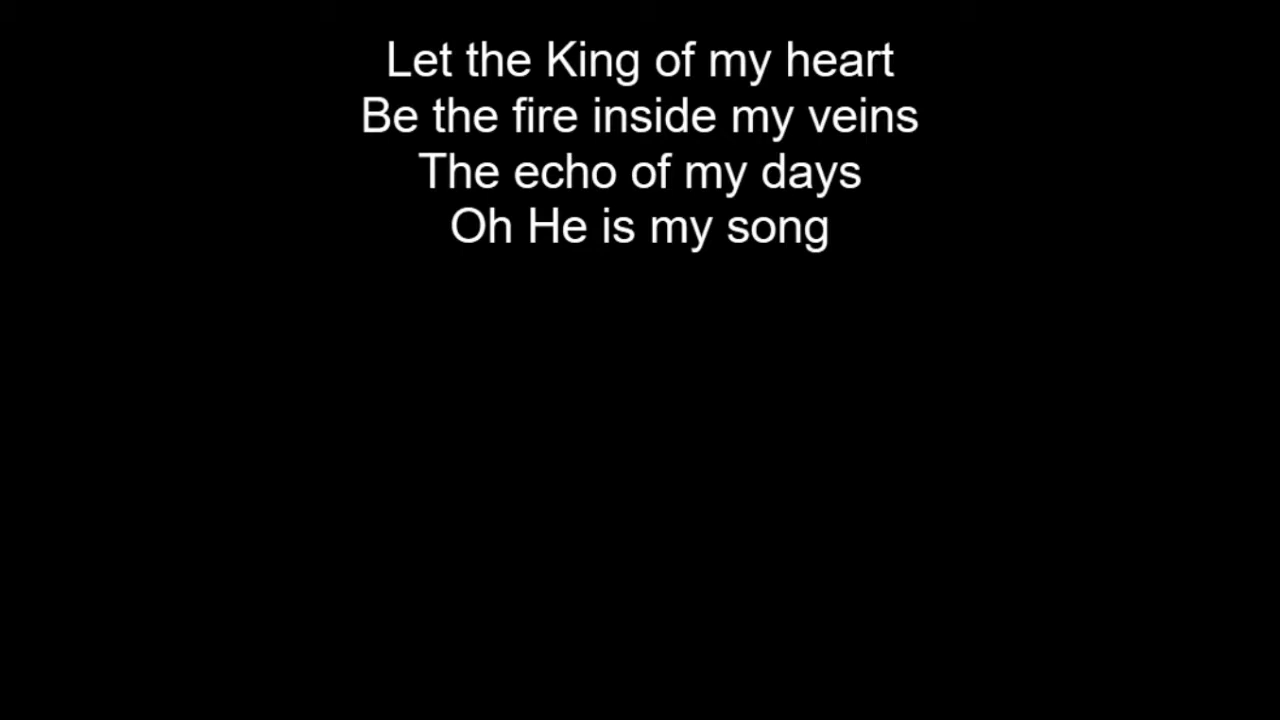 Let the King of my heart
Be the fire inside my veins
The echo of my days
Oh He is my song